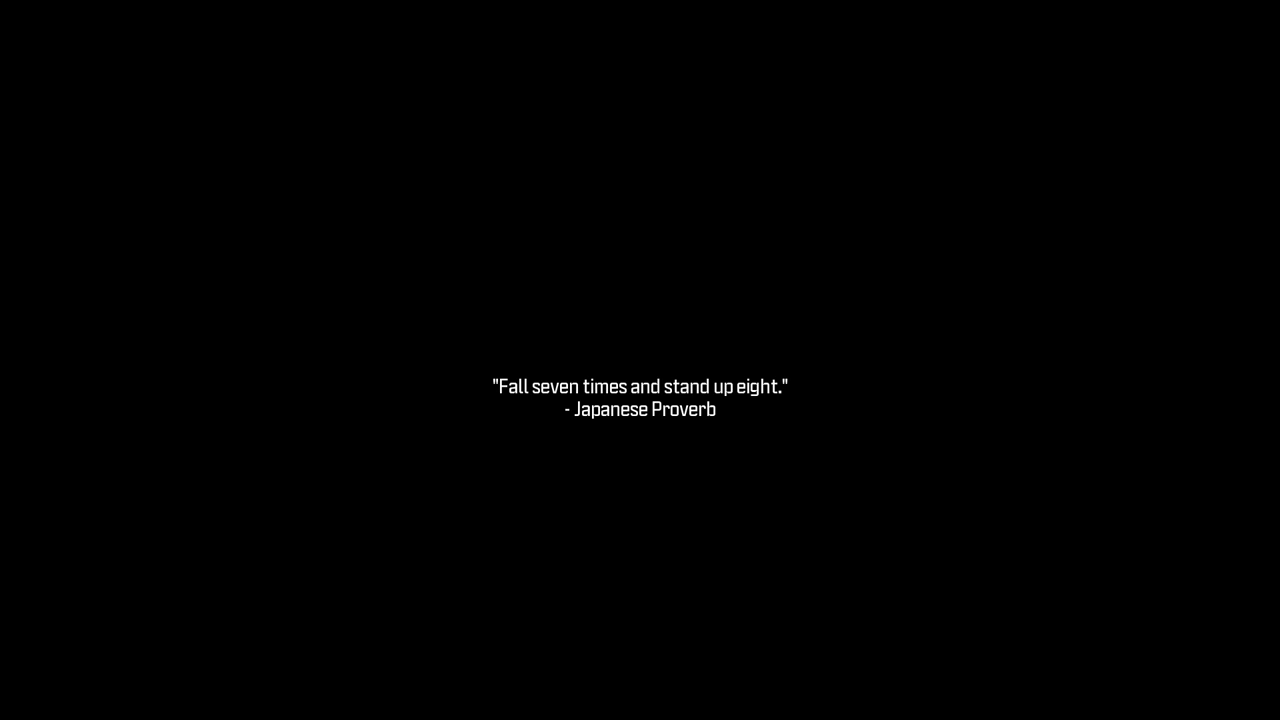 "Fall seven times and stand up eight."
- Japanese Proverb